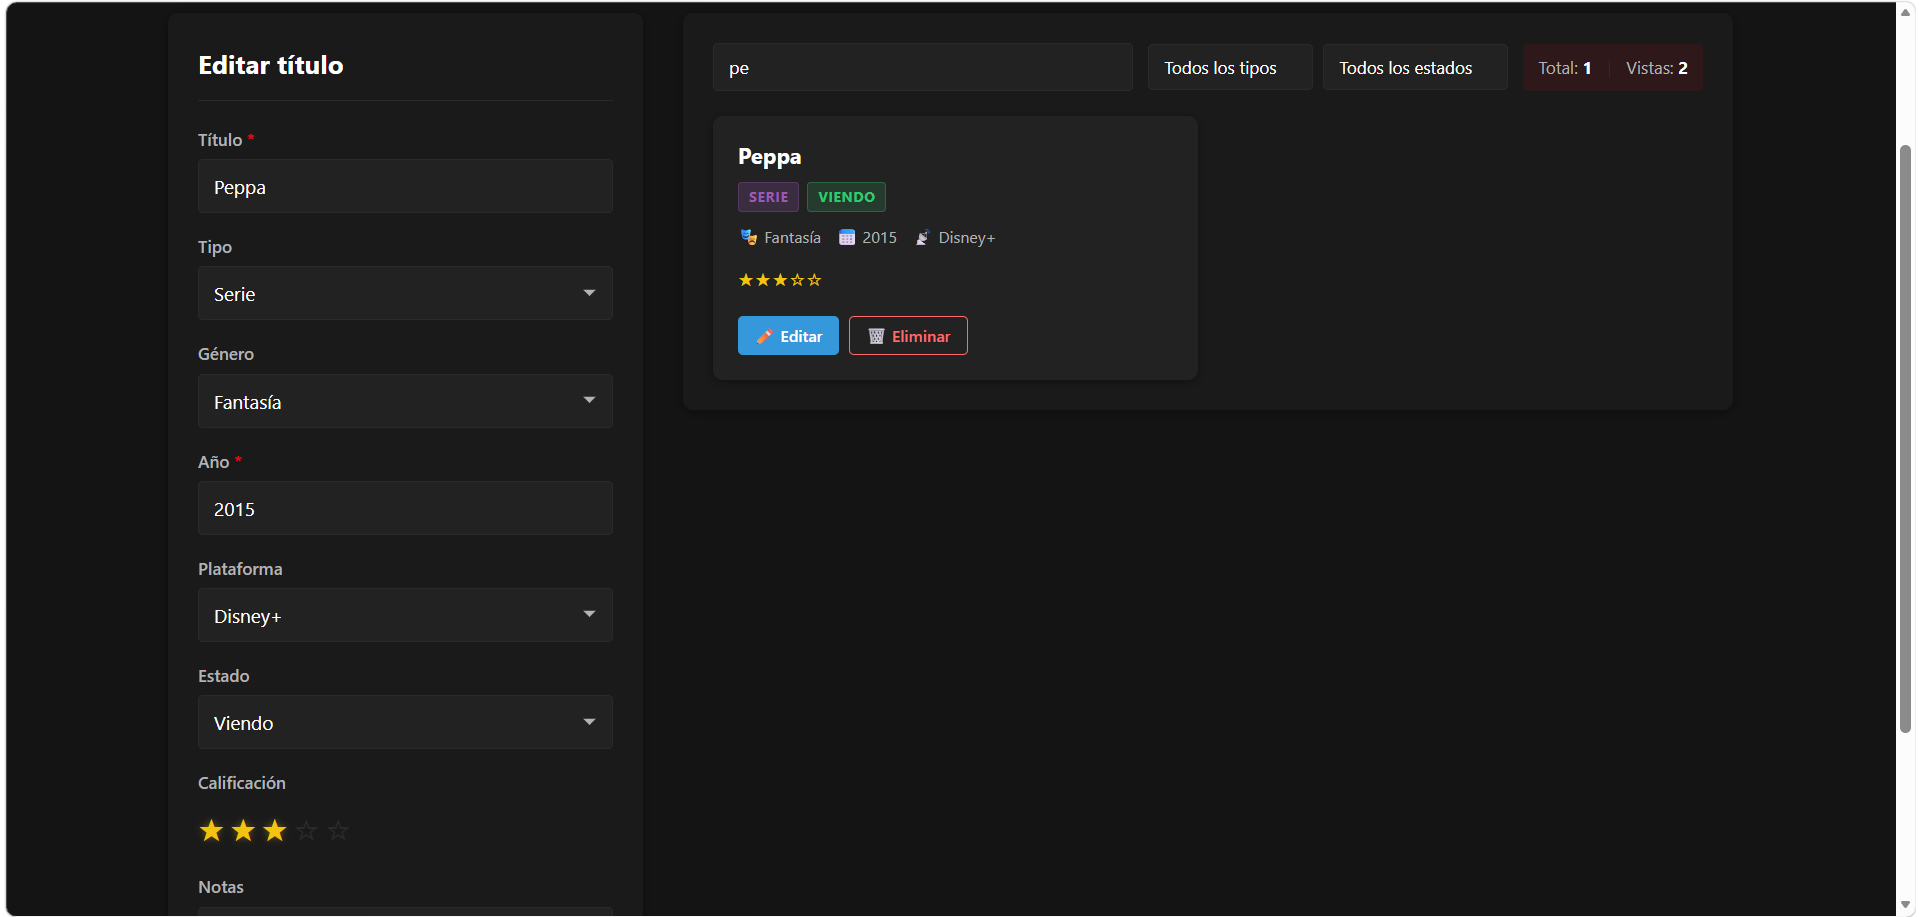 Editar título
Título *
Peppa
Tipo
Serie
Género
Fantasía
Año *
2015
Plataforma
Disney+
Estado
Viendo
Calificación
Notas
pe
Todos los tipos
Todos los estados
Total: 1
Vistas: 2
Peppa
SERIE VIENDO
Fantasía 2015 Disney+
Editar Eliminar